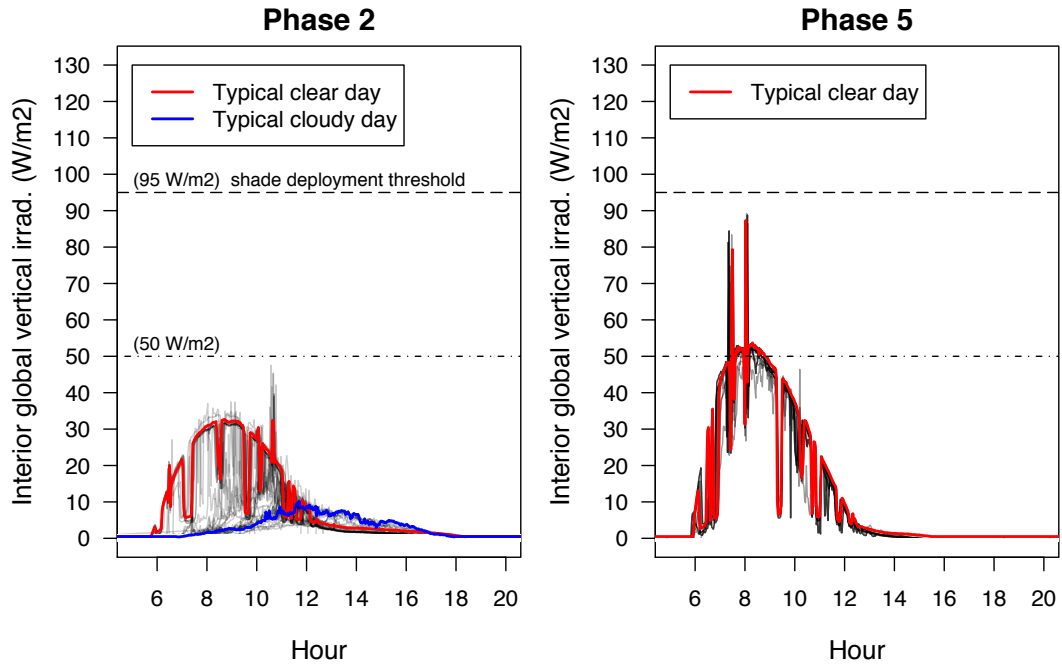 Phase 2
Interior global vertical irrad. (W/m2)
130
120
110
100
90
80
70
60
50
40
30
20
10
0
Typical clear day
Typical cloudy day
(95 W/m2) shade deployment threshold
(50 W/m2)
6 8 10 12 14 16 18 20
Hour
Phase 5
Interior global vertical irrad. (W/m2)
130
120
110
100
90
80
70
60
50
40
30
20
10
0
Typical clear day
6 8 10 12 14 16 18 20
Hour